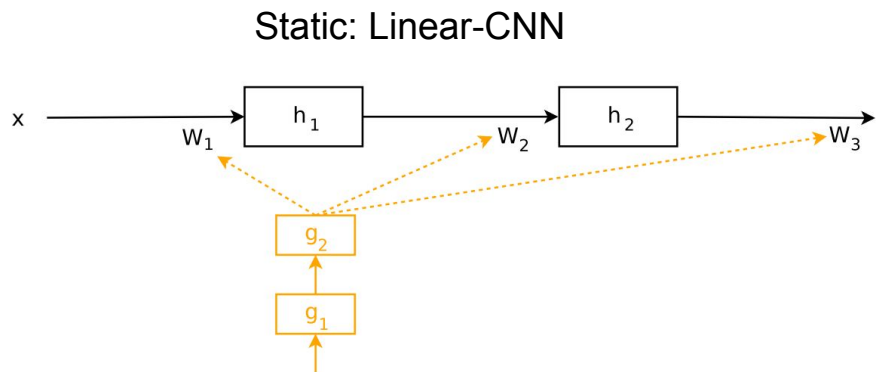 Static: Linear-CNN
x
h1
h2
W1
W2
W3
g2
g1